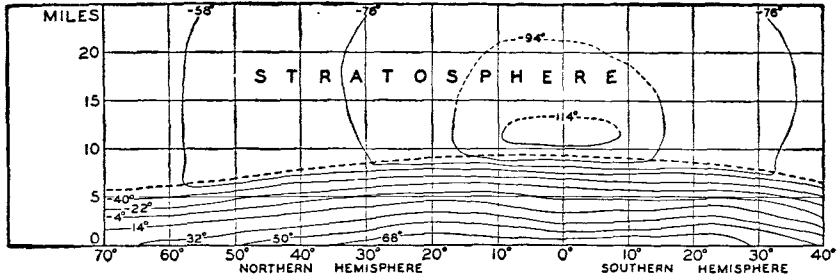 MILES -58° -76° -76°
-94°
20
STRATOSPHERE
15
-114°
10
5
-40°
-22°
-4°
14°
0 32° 50° 68°
70° 60° 50° 40° 30° 20° 10° 0° 10° 20° 30° 40°
NORTHERN HEMISPHERE SOUTHERN HEMISPHERE